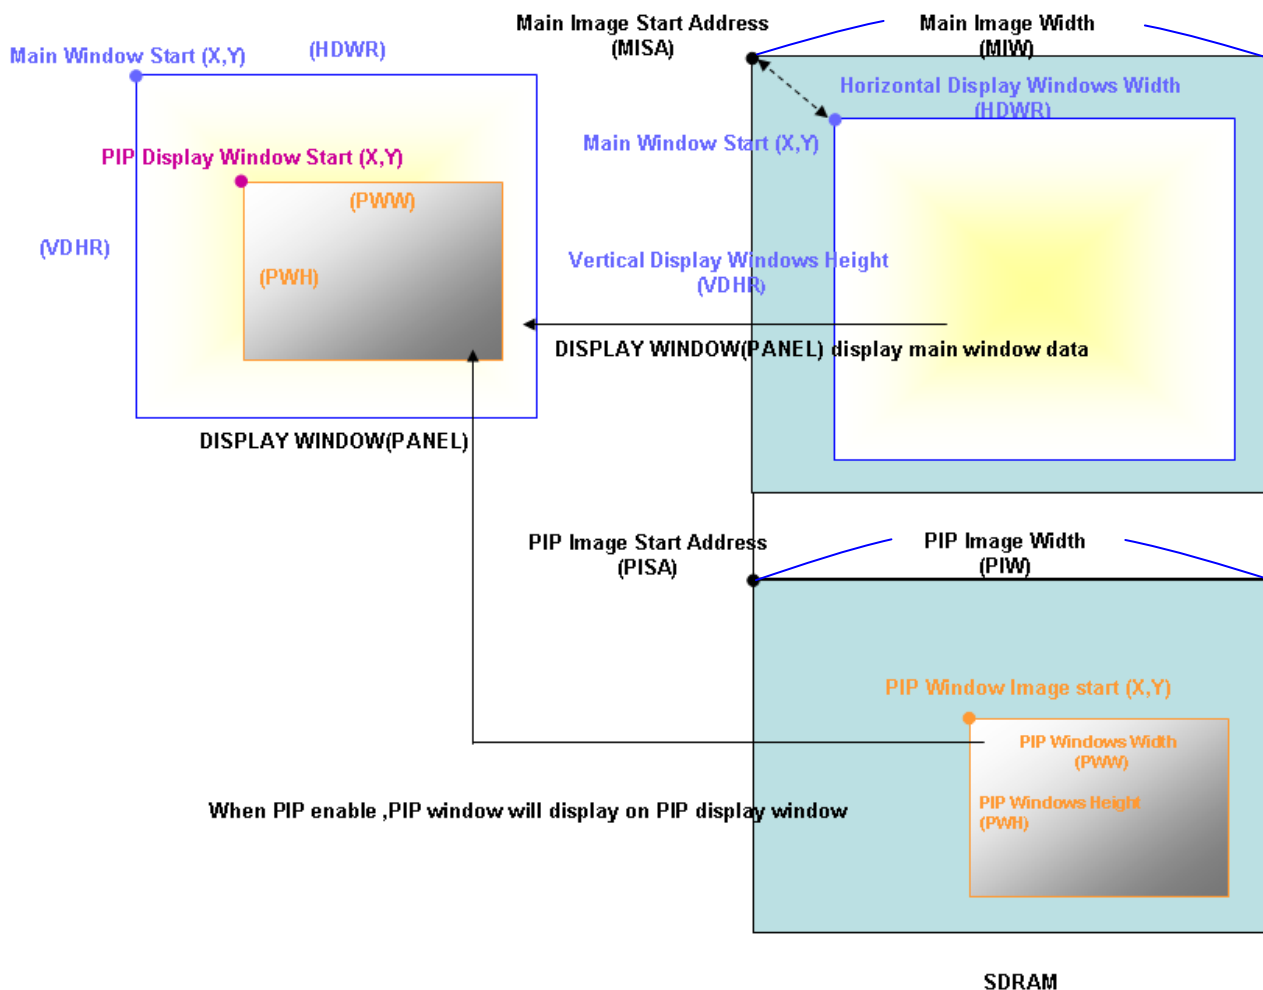 Main Image Start Address
(MISA)
Main Image Width
(MIW)
Main Window Start (X,Y)
(HDWR)
Horizontal Display Windows Width
(HDWR)
Main Window Start (X,Y)
PIP Display Window Start (X,Y)
(PWW)
(VDHR)
(PWH)
Vertical Display Windows Height
(VDHR)
DISPLAY WINDOW(PANEL) display main window data
DISPLAY WINDOW(PANEL)
PIP Image Start Address
(PISA)
PIP Image Width
(PIW)
PIP Window Image start (X,Y)
PIP Windows Width
(PWW)
PIP Windows Height
(PWH)
When PIP enable ,PIP window will display on PIP display window
SDRAM